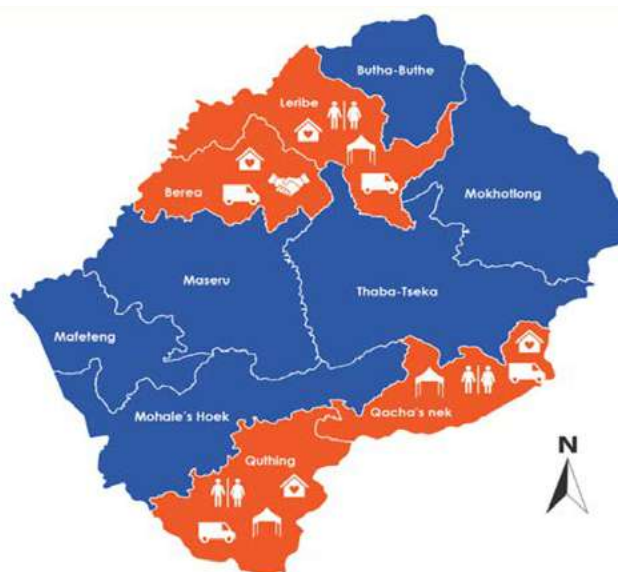 Butha-Buthe
Leribe
Berea
Mokhotlong
Maseru
Thaba-Tseka
Mafeteng
Qacha's nek
Mohale's Hoek
Quthing
N